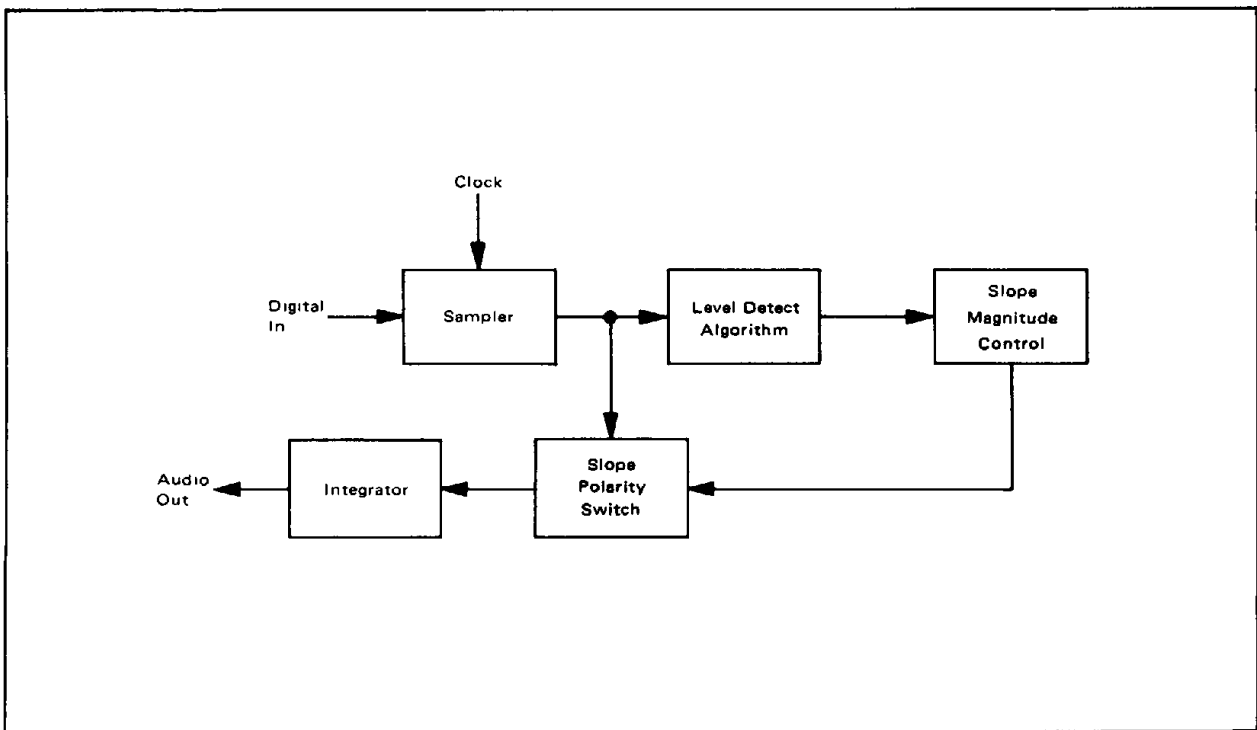 Clock
Digital
In
Sampler
Level Detect
Algorithm
Slope
Magnitude
Control
Audio
Out
Integrator
Slope
Polarity
Switch